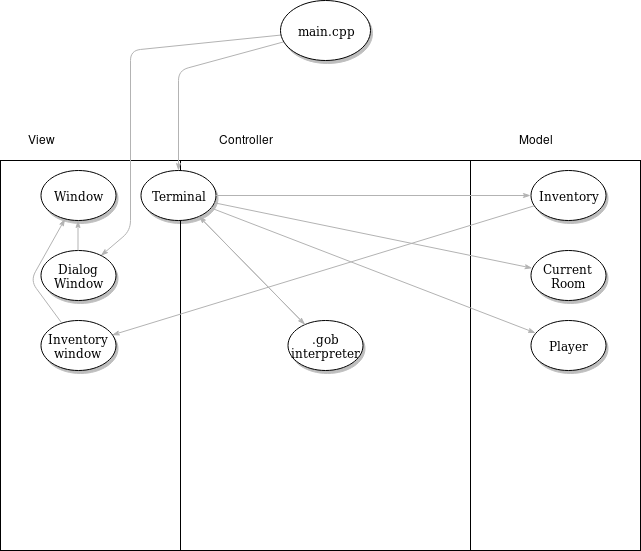 main.cpp
View
Controller
Model
Window
Terminal
Inventory
Dialog
Window
Current
Room
Inventory
window
.gob
interpreter
Player